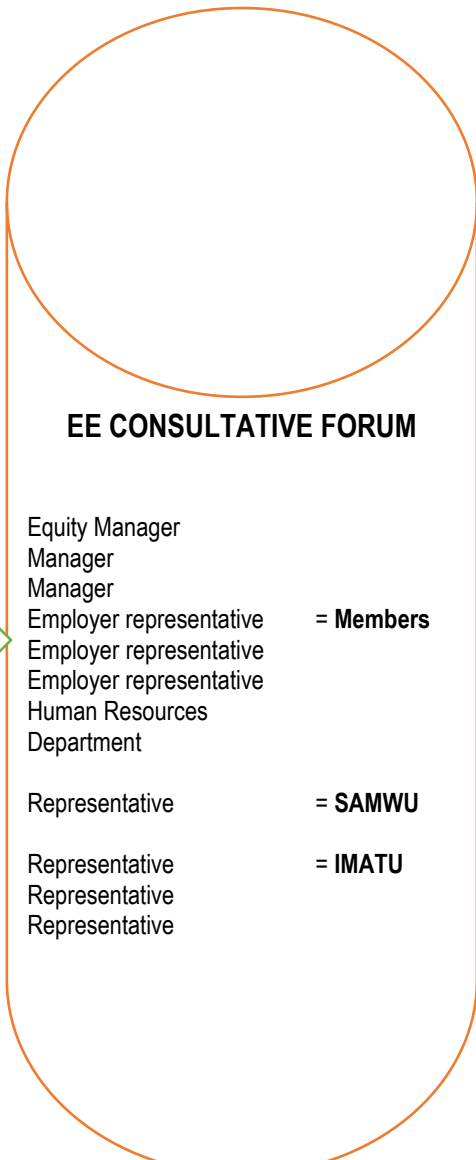 EE CONSULTATIVE FORUM
Equity Manager
Manager
Manager
Employer representative = Members
Employer representative
Employer representative
Human Resources
Department
Representative = SAMWU
Representative = IMATU
Representative
Representative